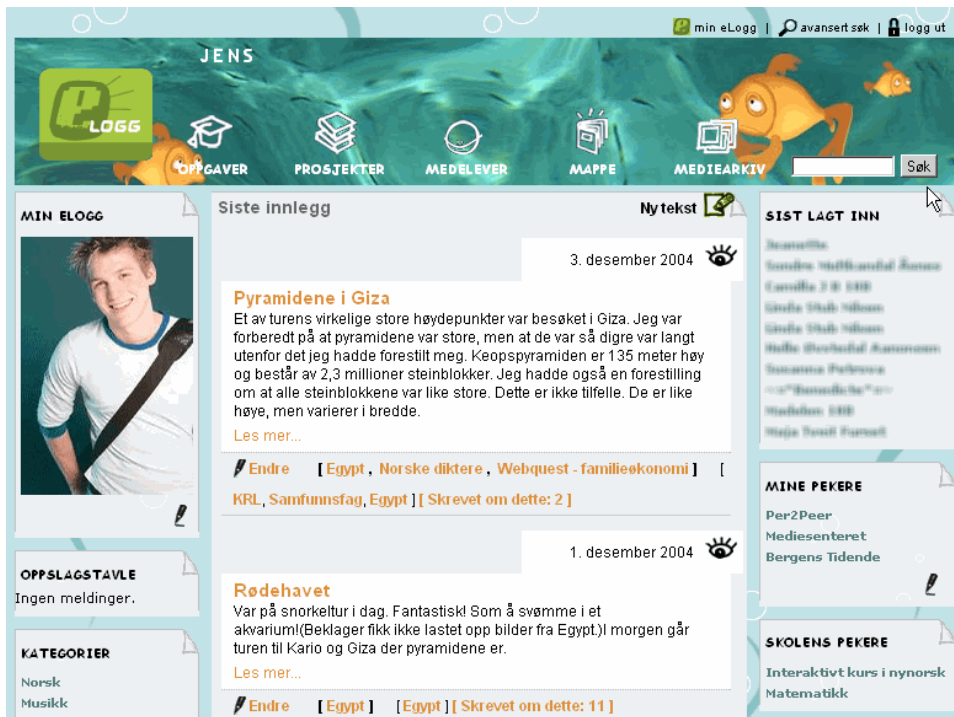 min eLogg | avansert søk | logg ut
JENS
eLOGG
OPPGAVER PROSJEKTER MEDELEVER MAPPE MEDIEARKIV Søk
MIN ELOGG
OPPSLAGSTAVLE
Ingen meldinger.
KATEGORIER
Norsk
Musikk
Siste innlegg Ny tekst
3. desember 2004
Pyramidene i Giza
Et av turens virkelige store høydepunkter var besøket i Giza. Jeg var
forberedt på at pyramidene var store, men at de var så digre var langt
utenfor det jeg hadde forestilt meg. Keopspyramiden er 135 meter høy
og består av 2,3 millioner steinblokker. Jeg hadde også en forestilling
om at alle steinblokkene var like store. Dette er ikke tilfelle. De er like
høye, men varierer i bredde.
Les mer...
Endre [ Egypt , Norske diktere , Webquest - familieøkonomi ] [
KRL, Samfunnsfag, Egypt ] [ Skrevet om dette: 2 ]
1. desember 2004
Rødehavet
Var på snorkeltur i dag. Fantastisk! Som å svømme i et
akvarium!(Beklager fikk ikke lastet opp bilder fra Egypt.)I morgen går
turen til Kario og Giza der pyramidene er.
Les mer...
Endre [ Egypt ] [ Egypt ] [ Skrevet om dette: 11 ]
SIST LAGT INN
MINE PEKERE
Per2Peer
Mediesenteret
Bergens Tidende
SKOLENS PEKERE
Interaktivt kurs i nynorsk
Matematikk